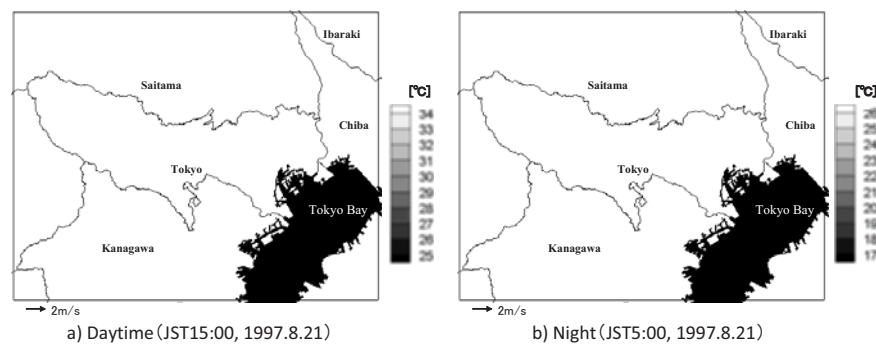 Ibaraki
Saitama
[℃]
34
33
32
31
30
29
28
27
26
25
Chiba
Tokyo
Tokyo Bay
Kanagawa
2m/s
a) Daytime(JST15:00, 1997.8.21)
Ibaraki
Saitama
[℃]
26
25
24
23
22
21
20
19
18
17
Chiba
Tokyo
Tokyo Bay
Kanagawa
2m/s
b) Night(JST5:00, 1997.8.21)